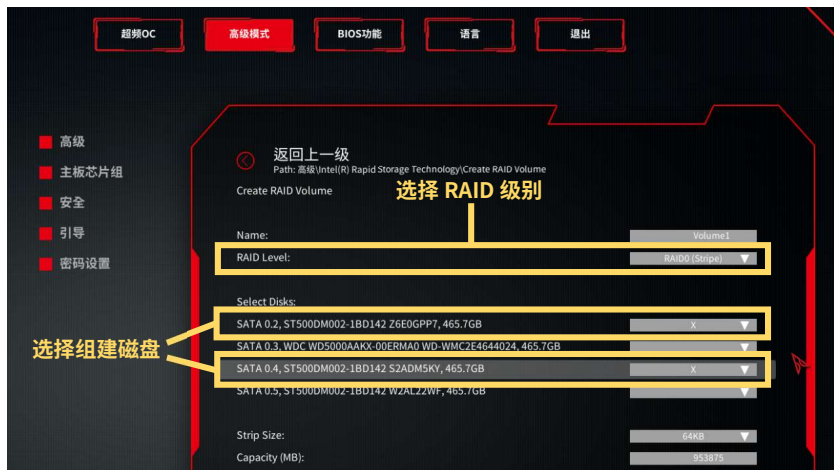 超频OC
高级模式
BIOS功能
语言
退出
高级
主板芯片组
安全
引导
密码设置
返回上一级
Path: 高级\Intel(R) Rapid Storage Technology\Create RAID Volume
Create RAID Volume
选择 RAID 级别
Name: Volume1
RAID Level: RAID0 (Stripe)
Select Disks:
SATA 0.2, ST500DM002-1BD142 Z6E0GPP7, 465.7GB X
选择组建磁盘
SATA 0.3, WDC WD5000AAKX-00ERMA0 WD-WMC2E4644024, 465.7GB
SATA 0.4, ST500DM002-1BD142 S2ADM5KY, 465.7GB X
SATA 0.5, ST500DM002-1BD142 W2AL22WF, 465.7GB
Strip Size: 64KB
Capacity (MB): 953875